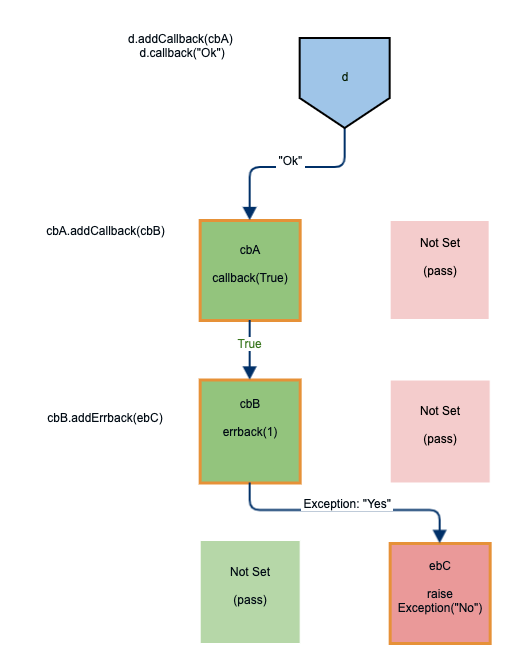 d.addCallback(cbA)
d.callback("Ok")
d
"Ok"
cbA.addCallback(cbB)
cbA
callback(True)
Not Set
(pass)
True
cbB.addErrback(ebC)
cbB
errback(1)
Not Set
(pass)
Exception: "Yes"
Not Set
(pass)
ebC
raise
Exception("No")